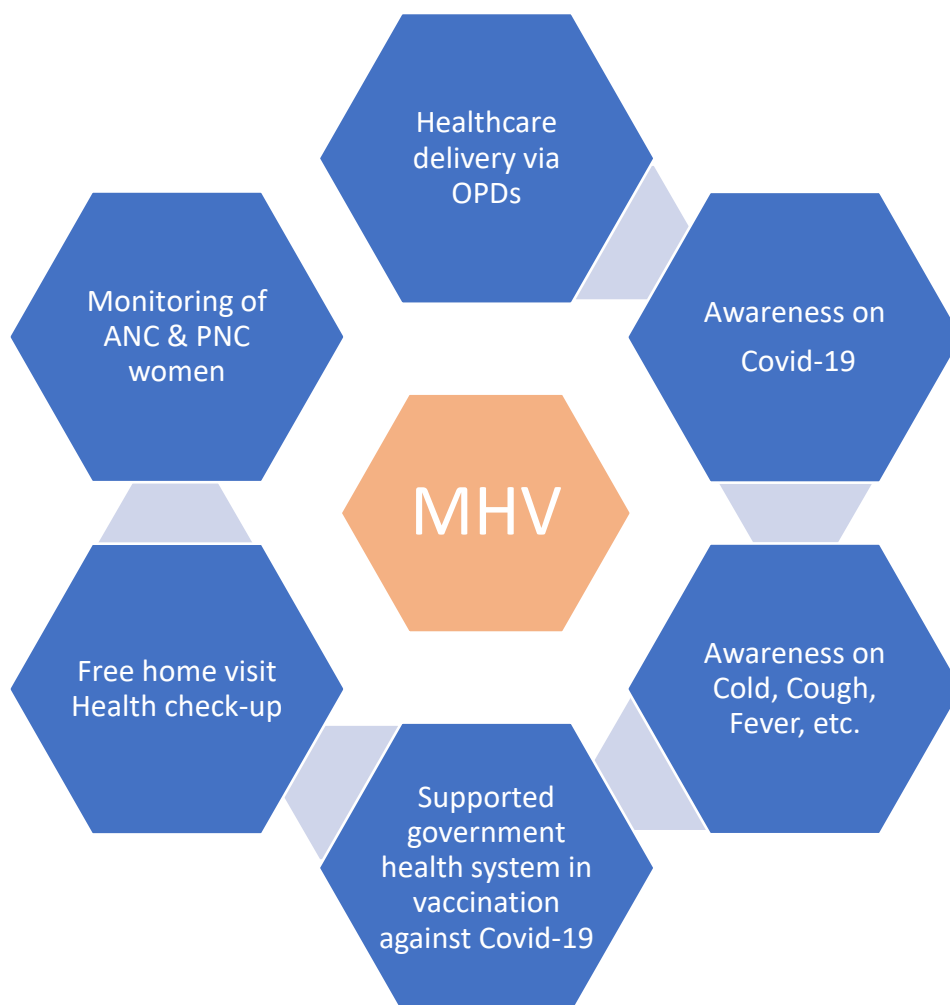 Healthcare
delivery via
OPDs
Awareness on
Covid-19
Awareness on
Cold, Cough,
Fever, etc.
Supported
government
health system in
vaccination
against Covid-19
Free home visit
Health check-up
Monitoring of
ANC & PNC
women
MHV